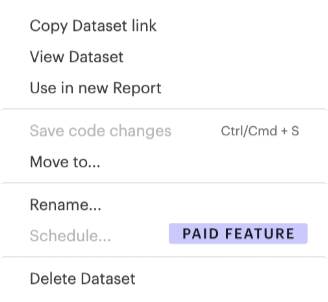 Copy Dataset link
View Dataset
Use in new Report
Save code changes Ctrl/Cmd + S
Move to...
Rename...
Schedule... PAID FEATURE
Delete Dataset